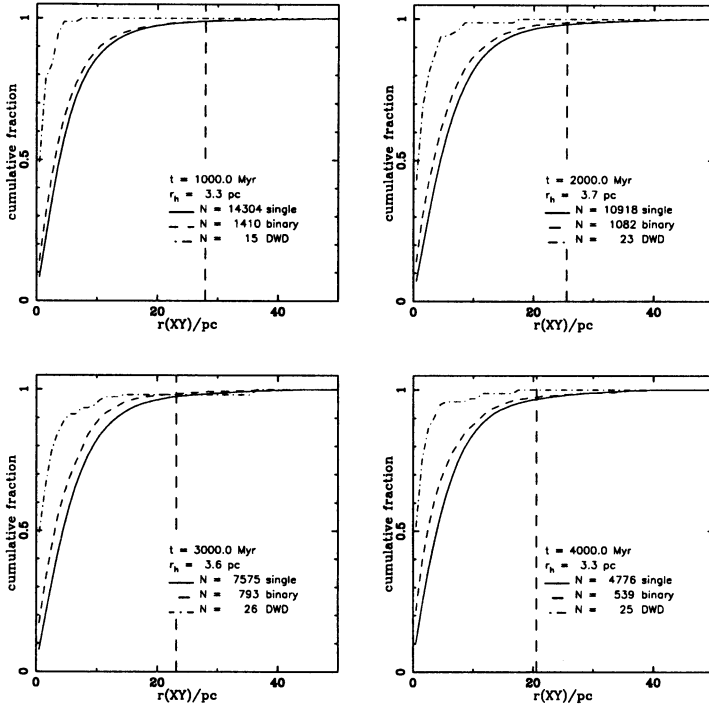 cumulative fraction
1
0.5
0
t = 1000.0 Myr
r_h = 3.3 pc
N = 14304 single
N = 1410 binary
N = 15 DWD
0 20 40
r(XY)/pc
cumulative fraction
1
0.5
0
t = 2000.0 Myr
r_h = 3.7 pc
N = 10918 single
N = 1082 binary
N = 23 DWD
0 20 40
r(XY)/pc
cumulative fraction
1
0.5
0
t = 3000.0 Myr
r_h = 3.6 pc
N = 7575 single
N = 793 binary
N = 26 DWD
0 20 40
r(XY)/pc
cumulative fraction
1
0.5
0
t = 4000.0 Myr
r_h = 3.3 pc
N = 4776 single
N = 539 binary
N = 25 DWD
0 20 40
r(XY)/pc